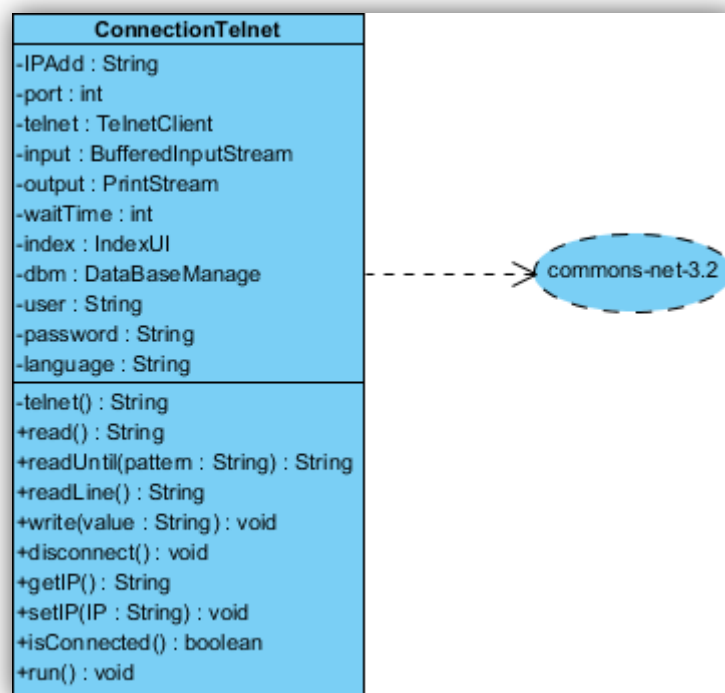 ConnectionTelnet
-IPAdd : String
-port : int
-telnet : TelnetClient
-input : BufferedInputStream
-output : PrintStream
-waitTime : int
-index : IndexUI
-dbm : DataBaseManage
-user : String
-password : String
-language : String
-telnet() : String
+read() : String
+readUntil(pattern : String) : String
+readLine() : String
+write(value : String) : void
+disconnect() : void
+getIP() : String
+setIP(IP : String) : void
+isConnected() : boolean
+run() : void
commons-net-3.2